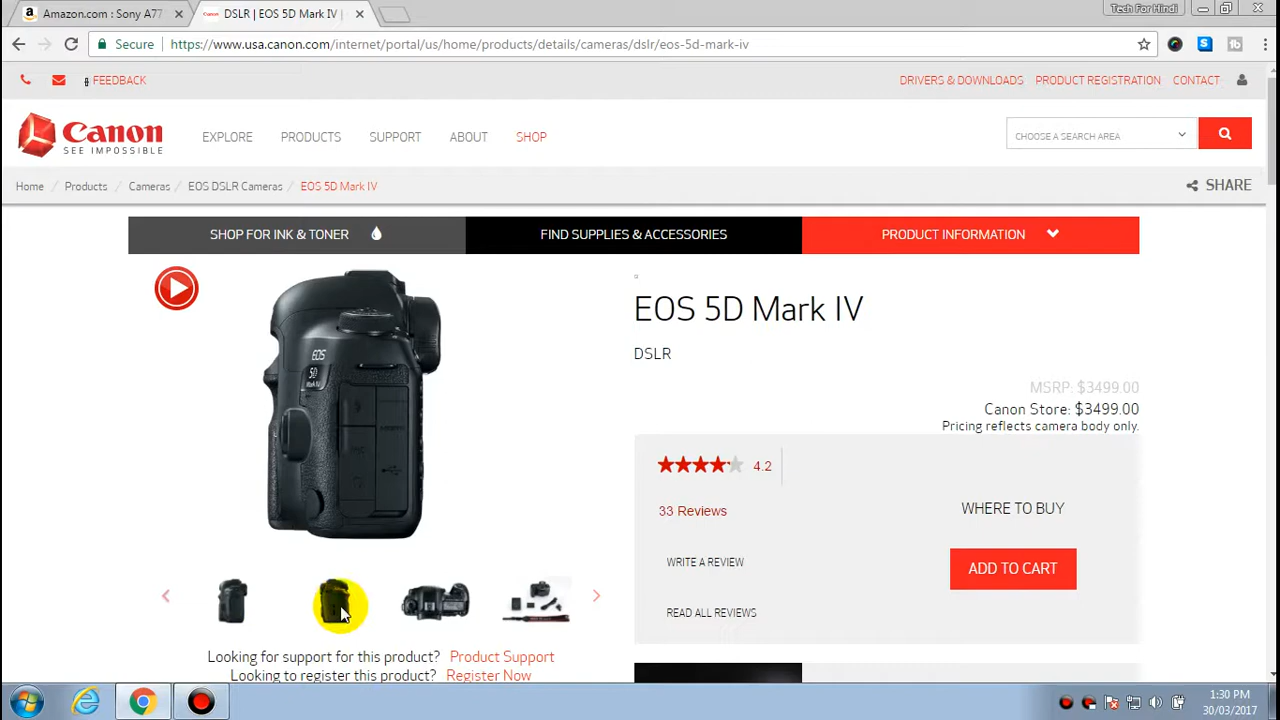 Amazon.com : Sony A77
DSLR | EOS 5D Mark IV |
Tech For Hindi
Secure
https://www.usa.canon.com/internet/portal/us/home/products/details/cameras/dslr/eos-5d-mark-iv
FEEDBACK
DRIVERS & DOWNLOADS
PRODUCT REGISTRATION
CONTACT
Canon
SEE IMPOSSIBLE
EXPLORE
PRODUCTS
SUPPORT
ABOUT
SHOP
CHOOSE A SEARCH AREA
Home / Products / Cameras / EOS DSLR Cameras / EOS 5D Mark IV
SHARE
SHOP FOR INK & TONER
FIND SUPPLIES & ACCESSORIES
PRODUCT INFORMATION
EOS
5D
Mark IV
EOS 5D Mark IV
DSLR
MSRP: $3499.00
Canon Store: $3499.00
Pricing reflects camera body only.
4.2
33 Reviews
WRITE A REVIEW
READ ALL REVIEWS
WHERE TO BUY
ADD TO CART
Looking for support for this product? Product Support
Looking to register this product? Register Now
1:30 PM
30/03/2017